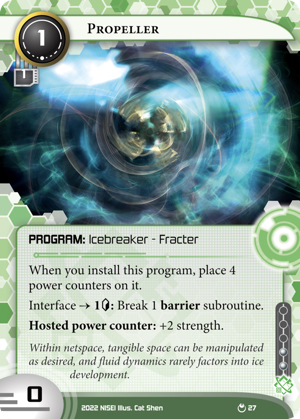 1
PROPELLER
PROGRAM: Icebreaker - Fracter
When you install this program, place 4
power counters on it.
Interface → 1: Break 1 barrier subroutine.
Hosted power counter: +2 strength.
Within netspace, tangible space can be manipulated
as desired, and fluid dynamics rarely factors into ice
development.
0
2022 NISEI Illus. Cat Shen
27